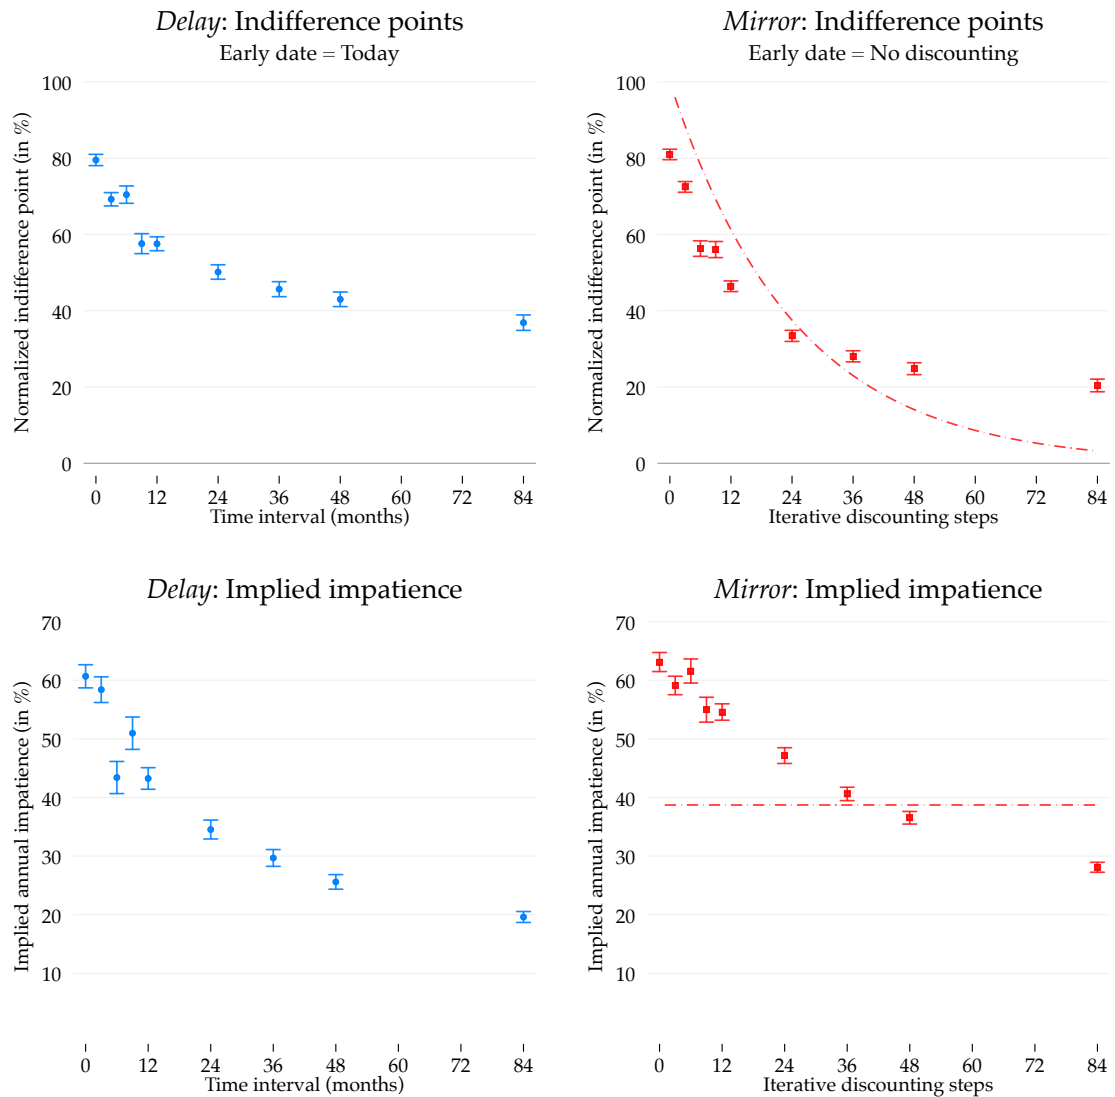 Delay: Indifference points
Early date = Today
Normalized indifference point (in %)
100
80
60
40
20
0
0 12 24 36 48 60 72 84
Time interval (months)
Mirror: Indifference points
Early date = No discounting
Normalized indifference point (in %)
100
80
60
40
20
0
0 12 24 36 48 60 72 84
Iterative discounting steps
Delay: Implied impatience
Implied annual impatience (in %)
70
60
50
40
30
20
10
0 12 24 36 48 60 72 84
Time interval (months)
Mirror: Implied impatience
Implied annual impatience (in %)
70
60
50
40
30
20
10
0 12 24 36 48 60 72 84
Iterative discounting steps